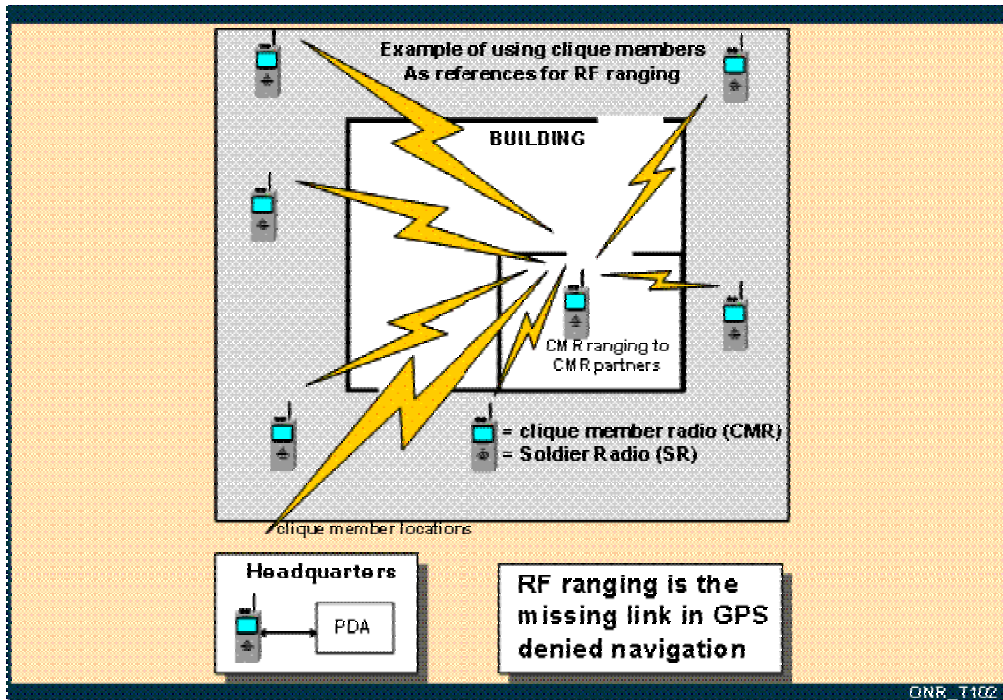 Example of using clique members
As references for RF ranging
BUILDING
CMR ranging to
CMR partners
= clique member radio (CMR)
= Soldier Radio (SR)
clique member locations
Headquarters
PDA
RF ranging is the
missing link in GPS
denied navigation
ONR_T102